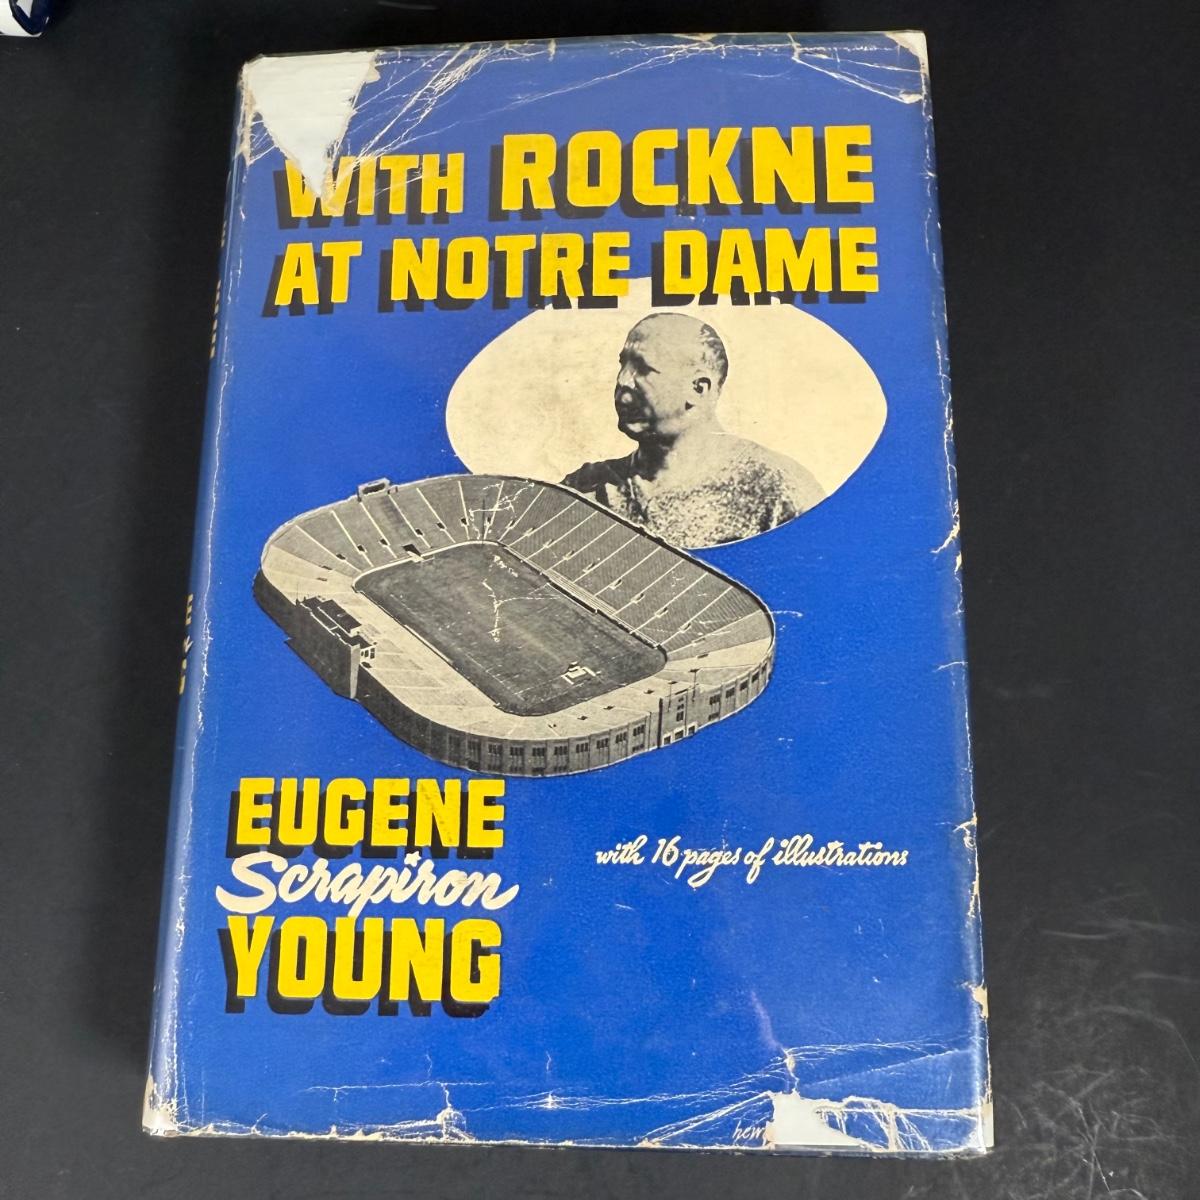 WITH ROCKNE
AT NOTRE DAME
EUGENE
Scrapiron
YOUNG
with 16 pages of illustrations